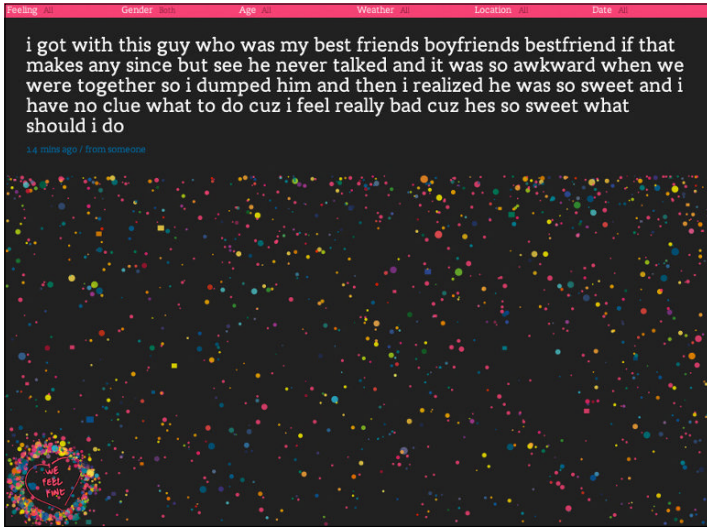 Feeling All Gender Both Age All Weather All Location All Date All
i got with this guy who was my best friends boyfriends bestfriend if that
makes any since but see he never talked and it was so awkward when we
were together so i dumped him and then i realized he was so sweet and i
have no clue what to do cuz i feel really bad cuz hes so sweet what
should i do
14 mins ago / from someone
WE
FEEL
FINE